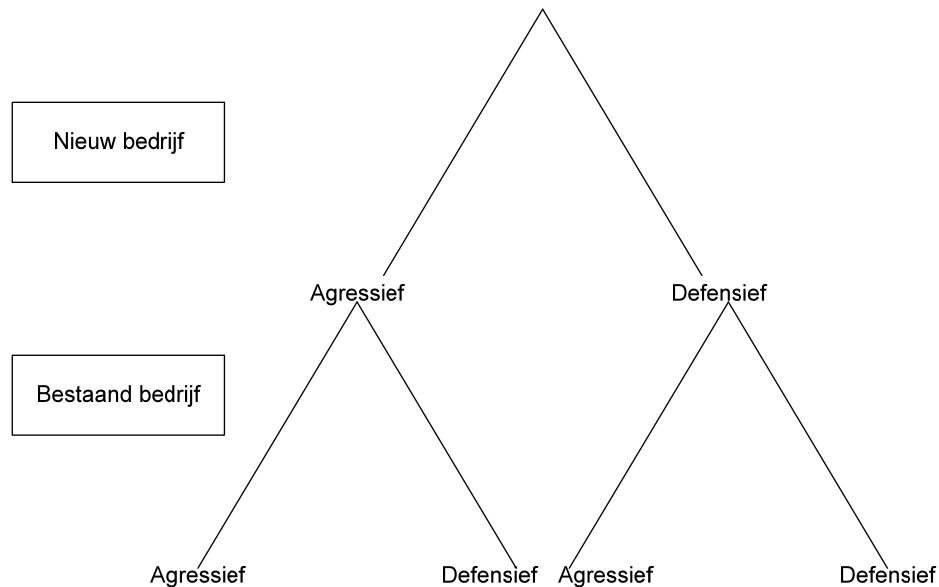 Nieuw bedrijf
Agressief
Defensief
Bestaand bedrijf
Agressief
Defensief
Agressief
Defensief